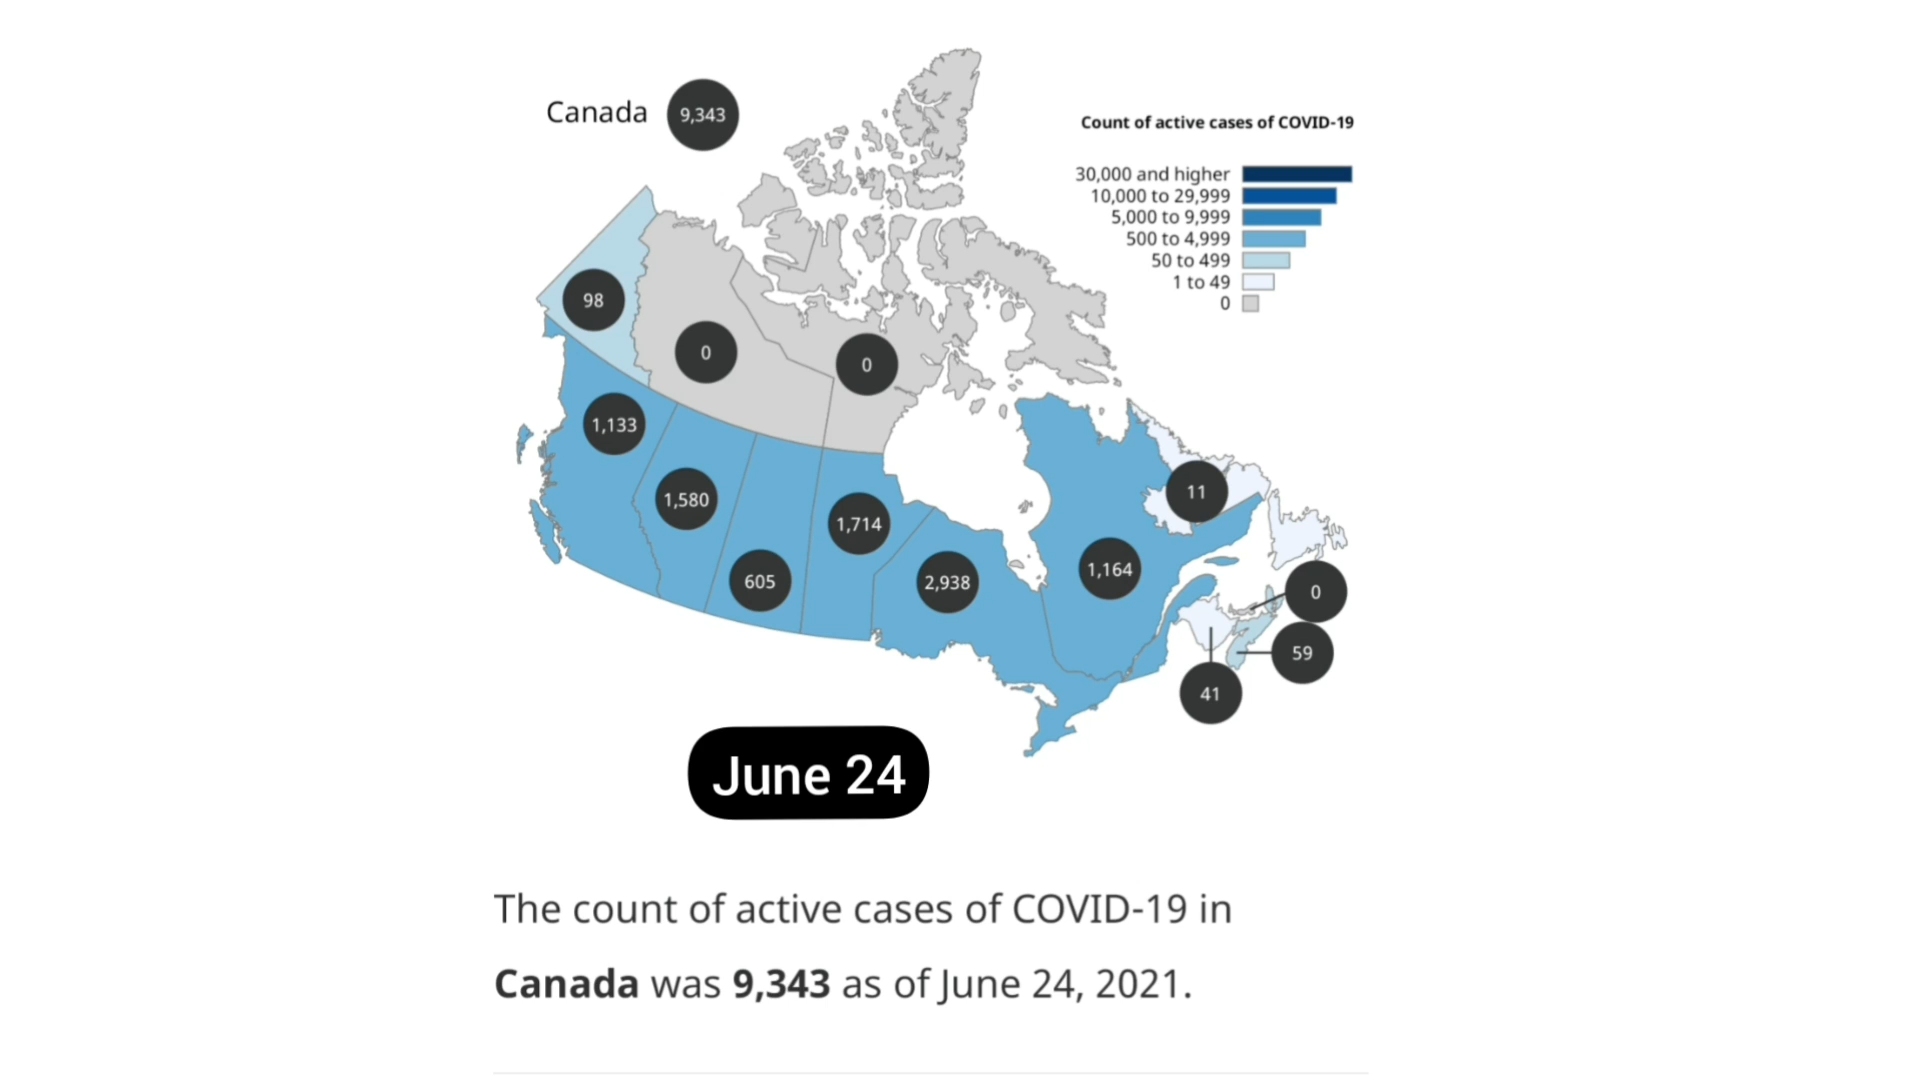 Canada
9,343
Count of active cases of COVID-19
30,000 and higher
10,000 to 29,999
5,000 to 9,999
500 to 4,999
50 to 499
1 to 49
0
98
0
0
1,133
1,580
605
1,714
2,938
1,164
11
0
59
41
June 24
The count of active cases of COVID-19 in
Canada was 9,343 as of June 24, 2021.